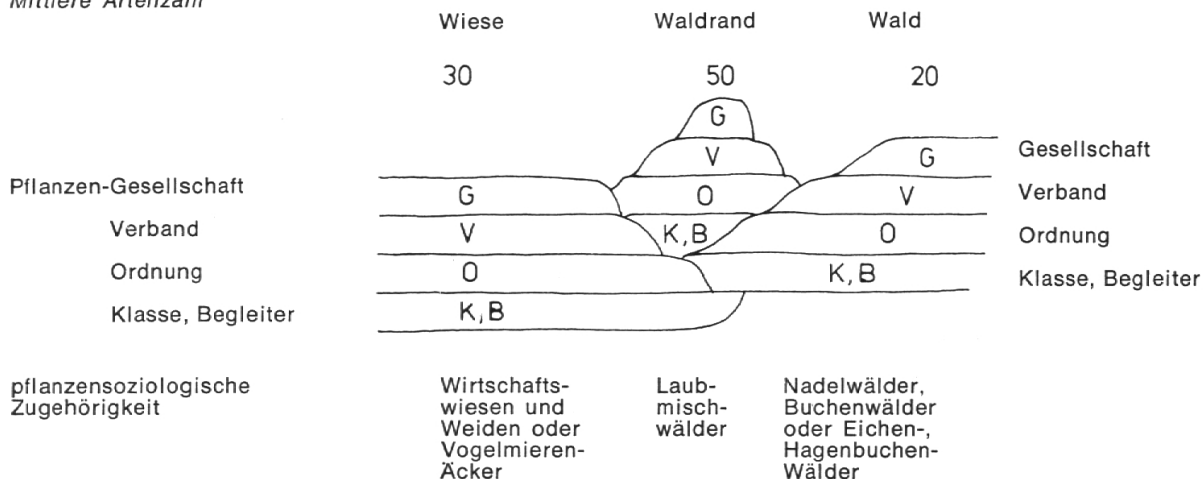 Mittlere Artenzahl
Wiese Waldrand Wald
30 50 20
G
V G Gesellschaft
Pflanzen-Gesellschaft G O V Verband
Verband V K,B O Ordnung
Ordnung O K,B Klasse, Begleiter
Klasse, Begleiter K,B
pflanzensoziologische Wirtschafts- Laub- Nadelwälder,
Zugehörigkeit wiesen und misch- Buchenwälder
Weiden oder wälder oder Eichen-,
Vogelmieren- Hagenbuchen-
Äcker Wälder